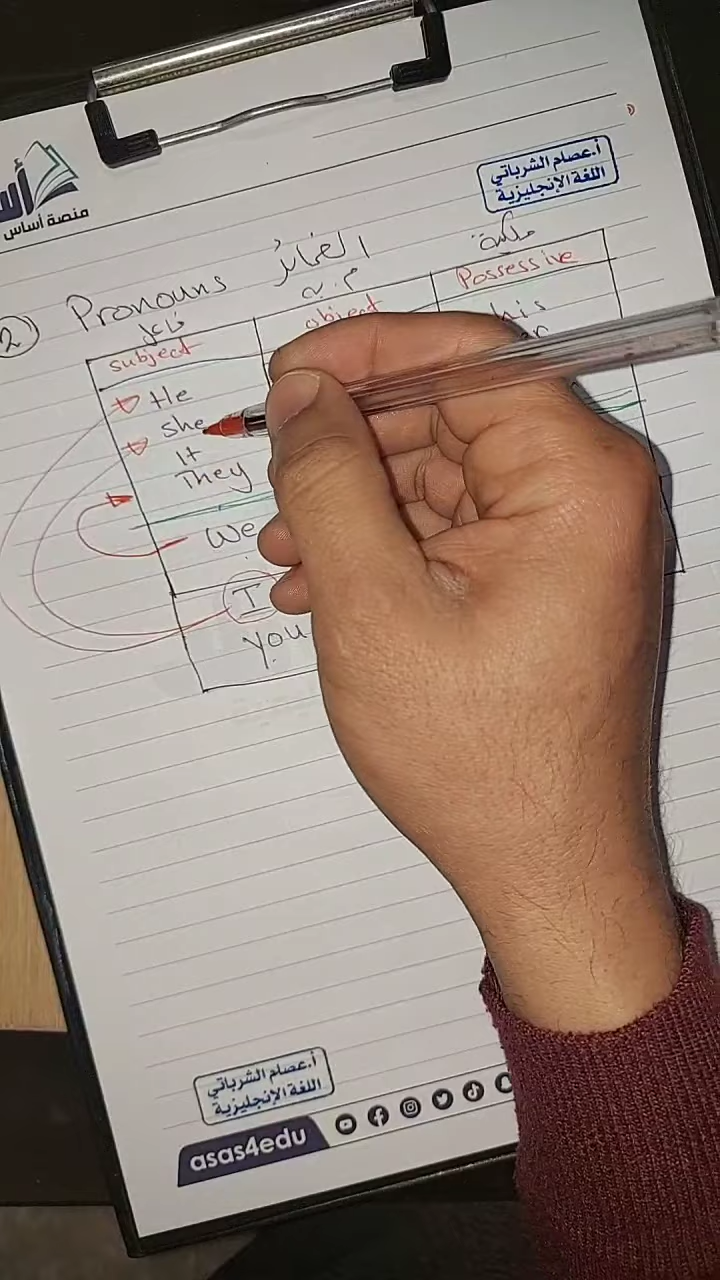 أ.عصام الشرباتي
اللغة الإنجليزية
منصة أساس
2 Pronouns الضمائر
فاعل م. به ملكية
subject object Possessive
He his
She
It
They
We
I
you
أ.عصام الشرباتي
اللغة الإنجليزية
asas4edu